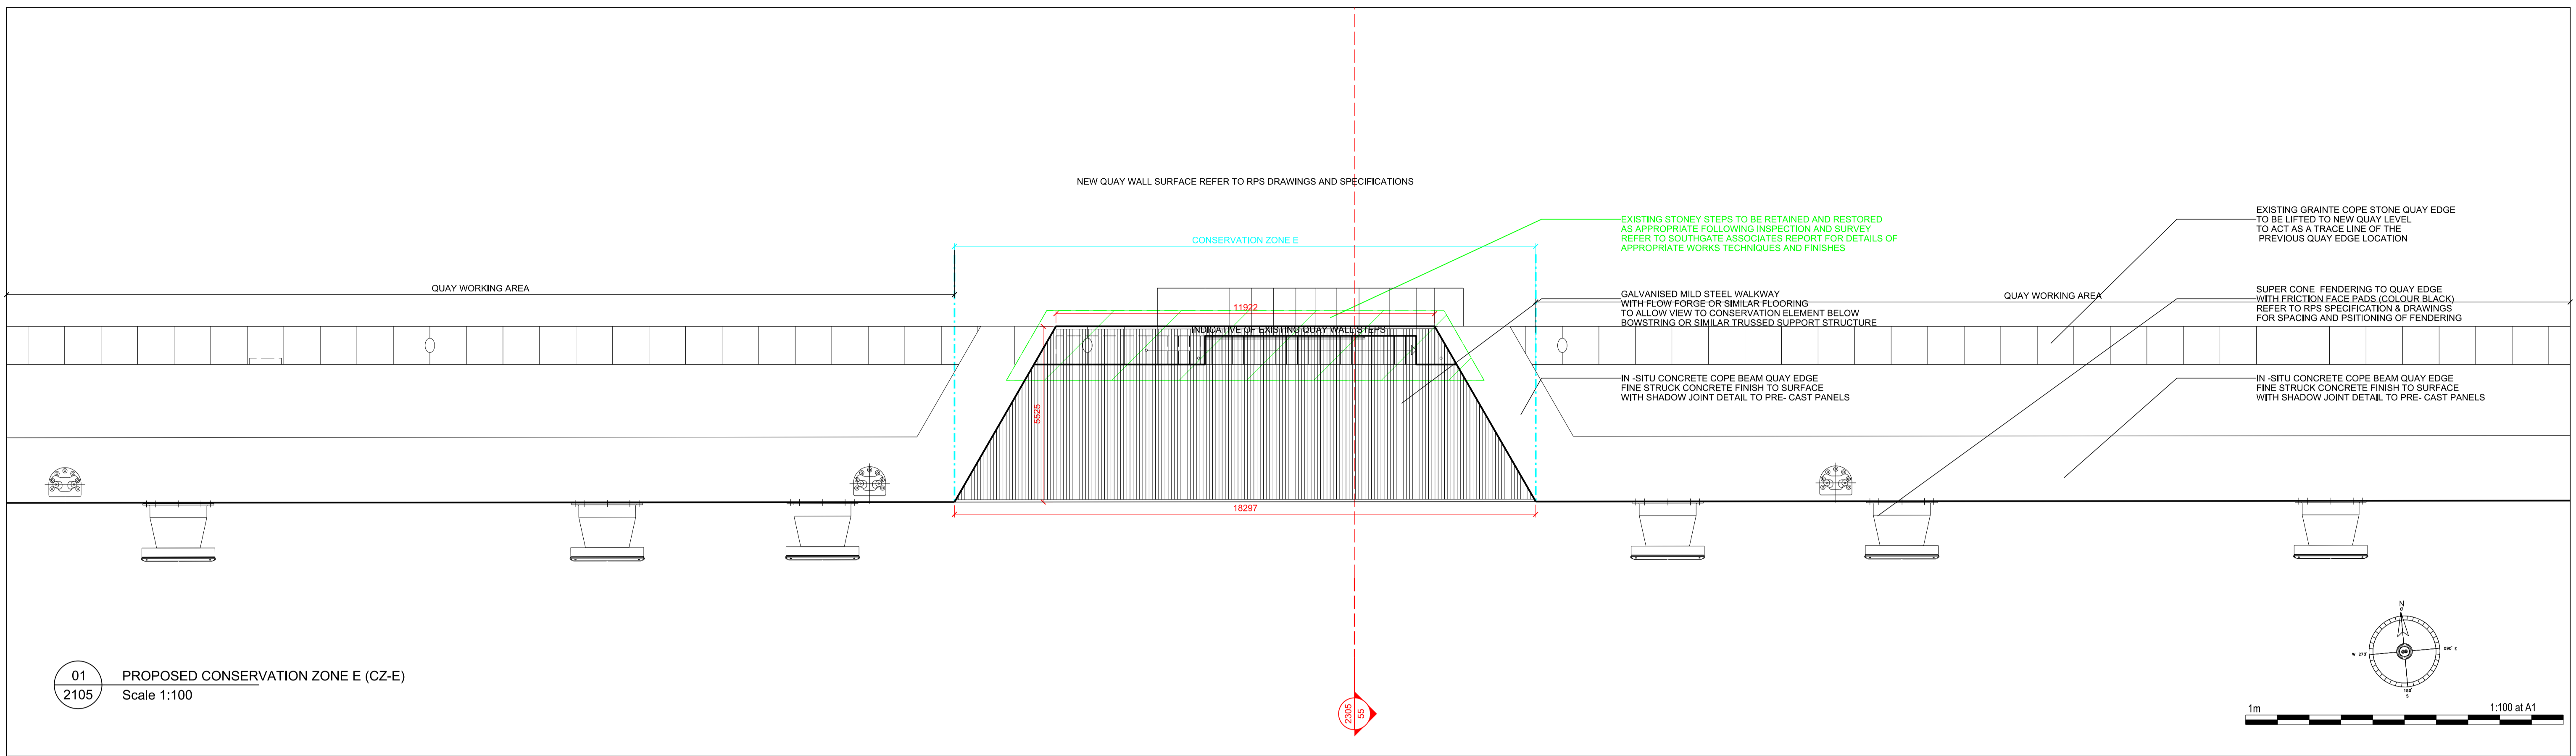 NEW QUAY WALL SURFACE REFER TO RPS DRAWINGS AND SPECIFICATIONS
EXISTING STONEY STEPS TO BE RETAINED AND RESTORED
AS APPROPRIATE FOLLOWING INSPECTION AND SURVEY
REFER TO SOUTHGATE ASSOCIATES REPORT FOR DETAILS OF
APPROPRIATE WORKS TECHNIQUES AND FINISHES
EXISTING GRAINTE COPE STONE QUAY EDGE
TO BE LIFTED TO NEW QUAY LEVEL
TO ACT AS A TRACE LINE OF THE
PREVIOUS QUAY EDGE LOCATION
CONSERVATION ZONE E
QUAY WORKING AREA
GALVANISED MILD STEEL WALKWAY
WITH FLOW FORGE OR SIMILAR FLOORING
TO ALLOW VIEW TO CONSERVATION ELEMENT BELOW
BOWSTRING OR SIMILAR TRUSSED SUPPORT STRUCTURE
QUAY WORKING AREA
SUPER CONE FENDERING TO QUAY EDGE
WITH FRICTION FACE PADS (COLOUR BLACK)
REFER TO RPS SPECIFICATION & DRAWINGS
FOR SPACING AND PSITIONING OF FENDERING
11922
INDICATIVE OF EXISTING QUAY WALL STEPS
IN -SITU CONCRETE COPE BEAM QUAY EDGE
FINE STRUCK CONCRETE FINISH TO SURFACE
WITH SHADOW JOINT DETAIL TO PRE- CAST PANELS
IN -SITU CONCRETE COPE BEAM QUAY EDGE
FINE STRUCK CONCRETE FINISH TO SURFACE
WITH SHADOW JOINT DETAIL TO PRE- CAST PANELS
5525
18297
01
2105
PROPOSED CONSERVATION ZONE E (CZ-E)
Scale 1:100
2305
55
N
0°
W 270°
090° E
180°
S
1m
1:100 at A1